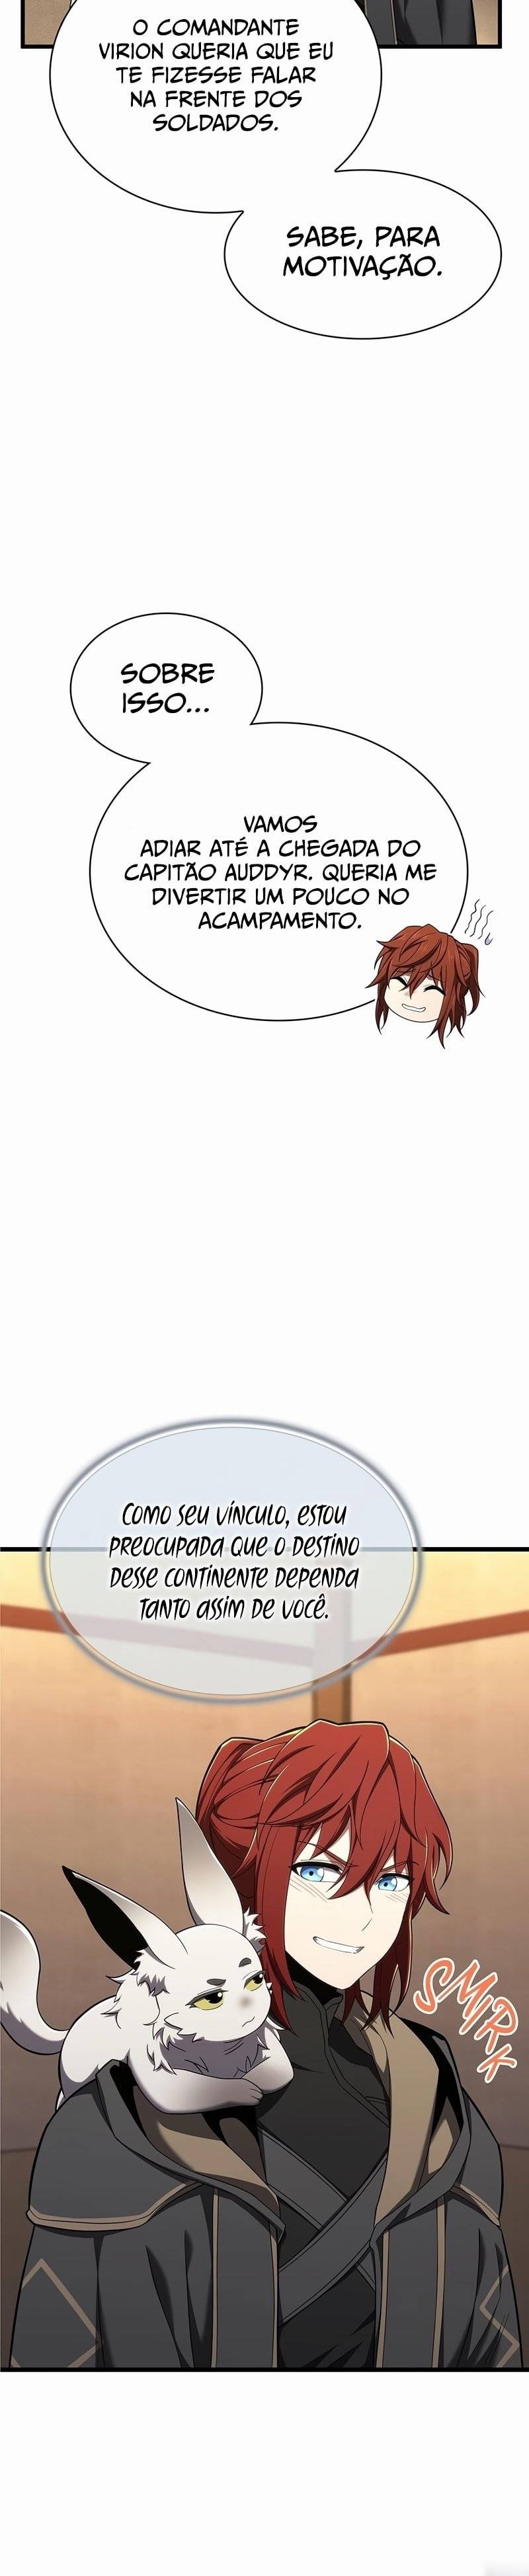 O COMANDANTE
VIRION QUERIA QUE EU
TE FIZESSE FALAR
NA FRENTE DOS
SOLDADOS.
SABE, PARA
MOTIVAÇÃO.
SOBRE
ISSO...
VAMOS
ADIAR ATÉ A CHEGADA DO
CAPITÃO AUDDYR. QUERIA ME
DIVERTIR UM POUCO NO
ACAMPAMENTO.
COMO SEU VÍNCULO, ESTOU
PREOCUPADA QUE O DESTINO
DESSE CONTINENTE DEPENDA
TANTO ASSIM DE VOCÊ.
SMIRK